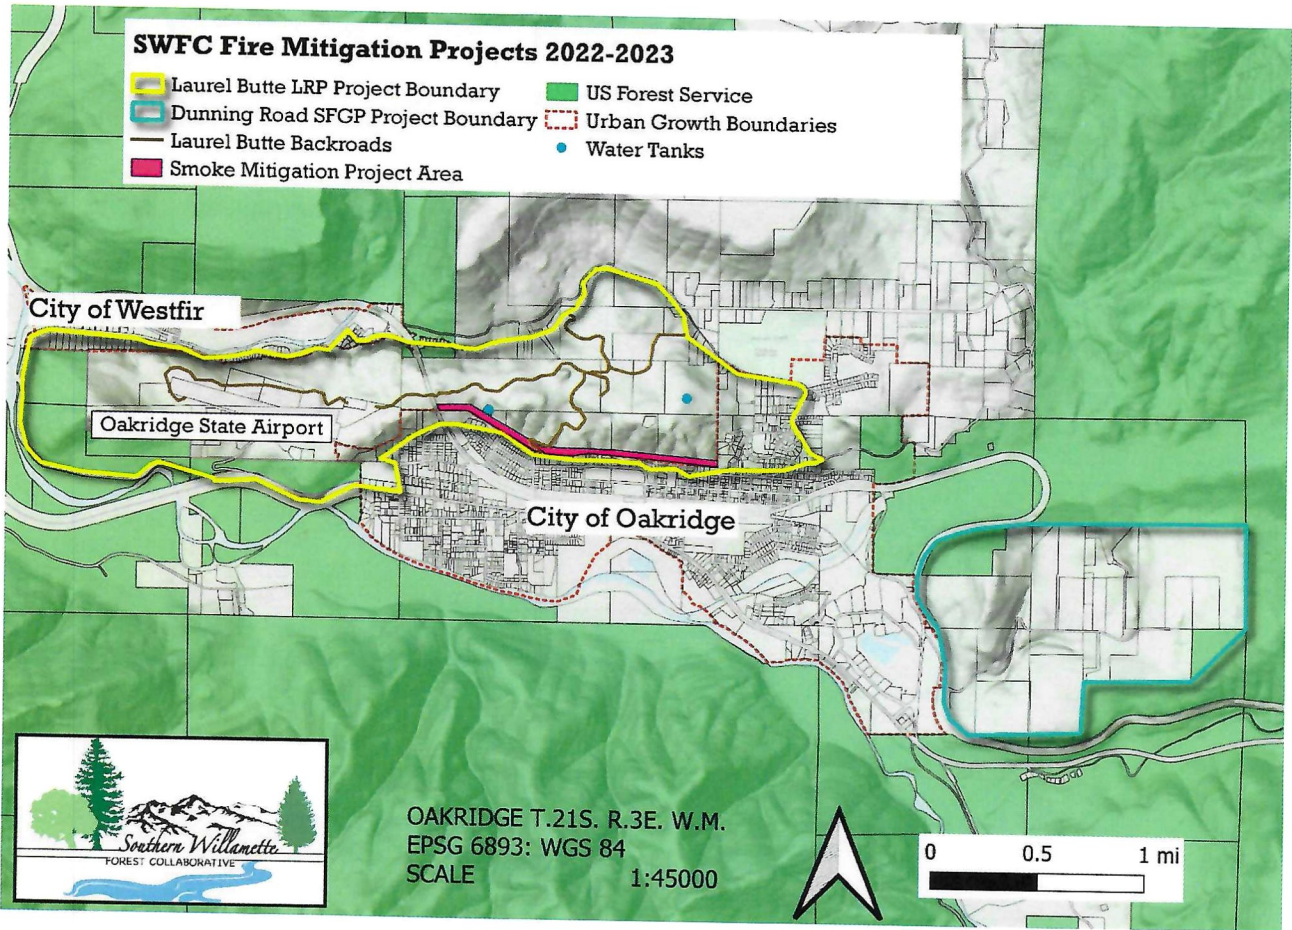 SWFC Fire Mitigation Projects 2022-2023
Laurel Butte LRP Project Boundary
Dunning Road SFGP Project Boundary
Laurel Butte Backroads
Smoke Mitigation Project Area
US Forest Service
Urban Growth Boundaries
Water Tanks
City of Westfir
Oakridge State Airport
City of Oakridge
Southern Willamette
FOREST COLLABORATIVE
OAKRIDGE T.21S. R.3E. W.M.
EPSG 6893: WGS 84
SCALE 1:45000
0 0.5 1 mi